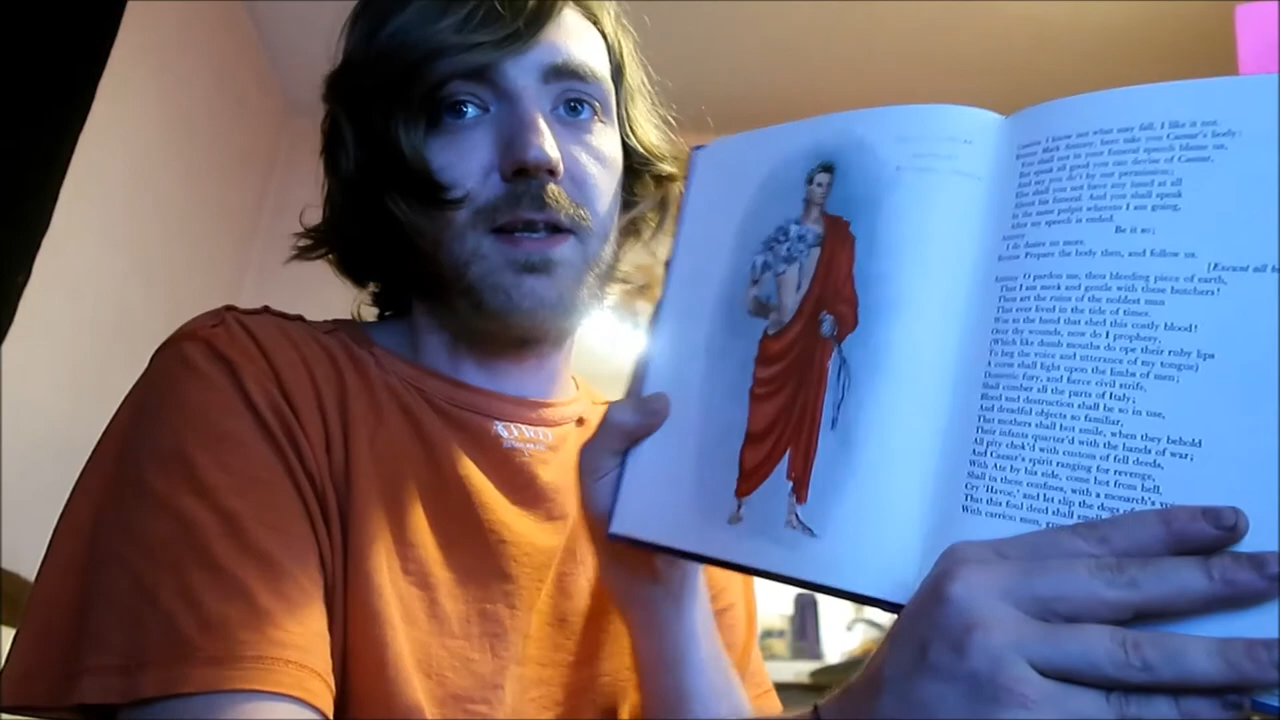 I know not what may fall, I like it not.
Mark Antony, here take you Caesar's body:
You shall not in your funeral speech blame us,
But speak all good you can devise of Caesar,
And say you do't by our permission;
Else shall you not have any hand at all
About his funeral. And you shall speak
In the same pulpit whereto I am going,
After my speech is ended.
Antony Be it so;
I do desire no more.
Brutus Prepare the body then, and follow us.
[Exeunt all
Antony O pardon me, thou bleeding piece of earth,
That I am meek and gentle with these butchers!
Thou art the ruins of the noblest man
That ever lived in the tide of times.
Woe to the hand that shed this costly blood!
Over thy wounds, now do I prophesy,
(Which like dumb mouths do ope their ruby lips
To beg the voice and utterance of my tongue)
A curse shall light upon the limbs of men;
Domestic fury, and fierce civil strife,
Shall cumber all the parts of Italy;
Blood and destruction shall be so in use,
And dreadful objects so familiar,
That mothers shall but smile, when they behold
Their infants quarter'd with the hands of war;
All pity chok'd with custom of fell deeds,
And Caesar's spirit ranging for revenge,
With Ate by his side, come hot from hell,
Shall in these confines, with a monarch's
Cry 'Havoc,' and let slip the dogs
That this foul deed shall
With carrion men,